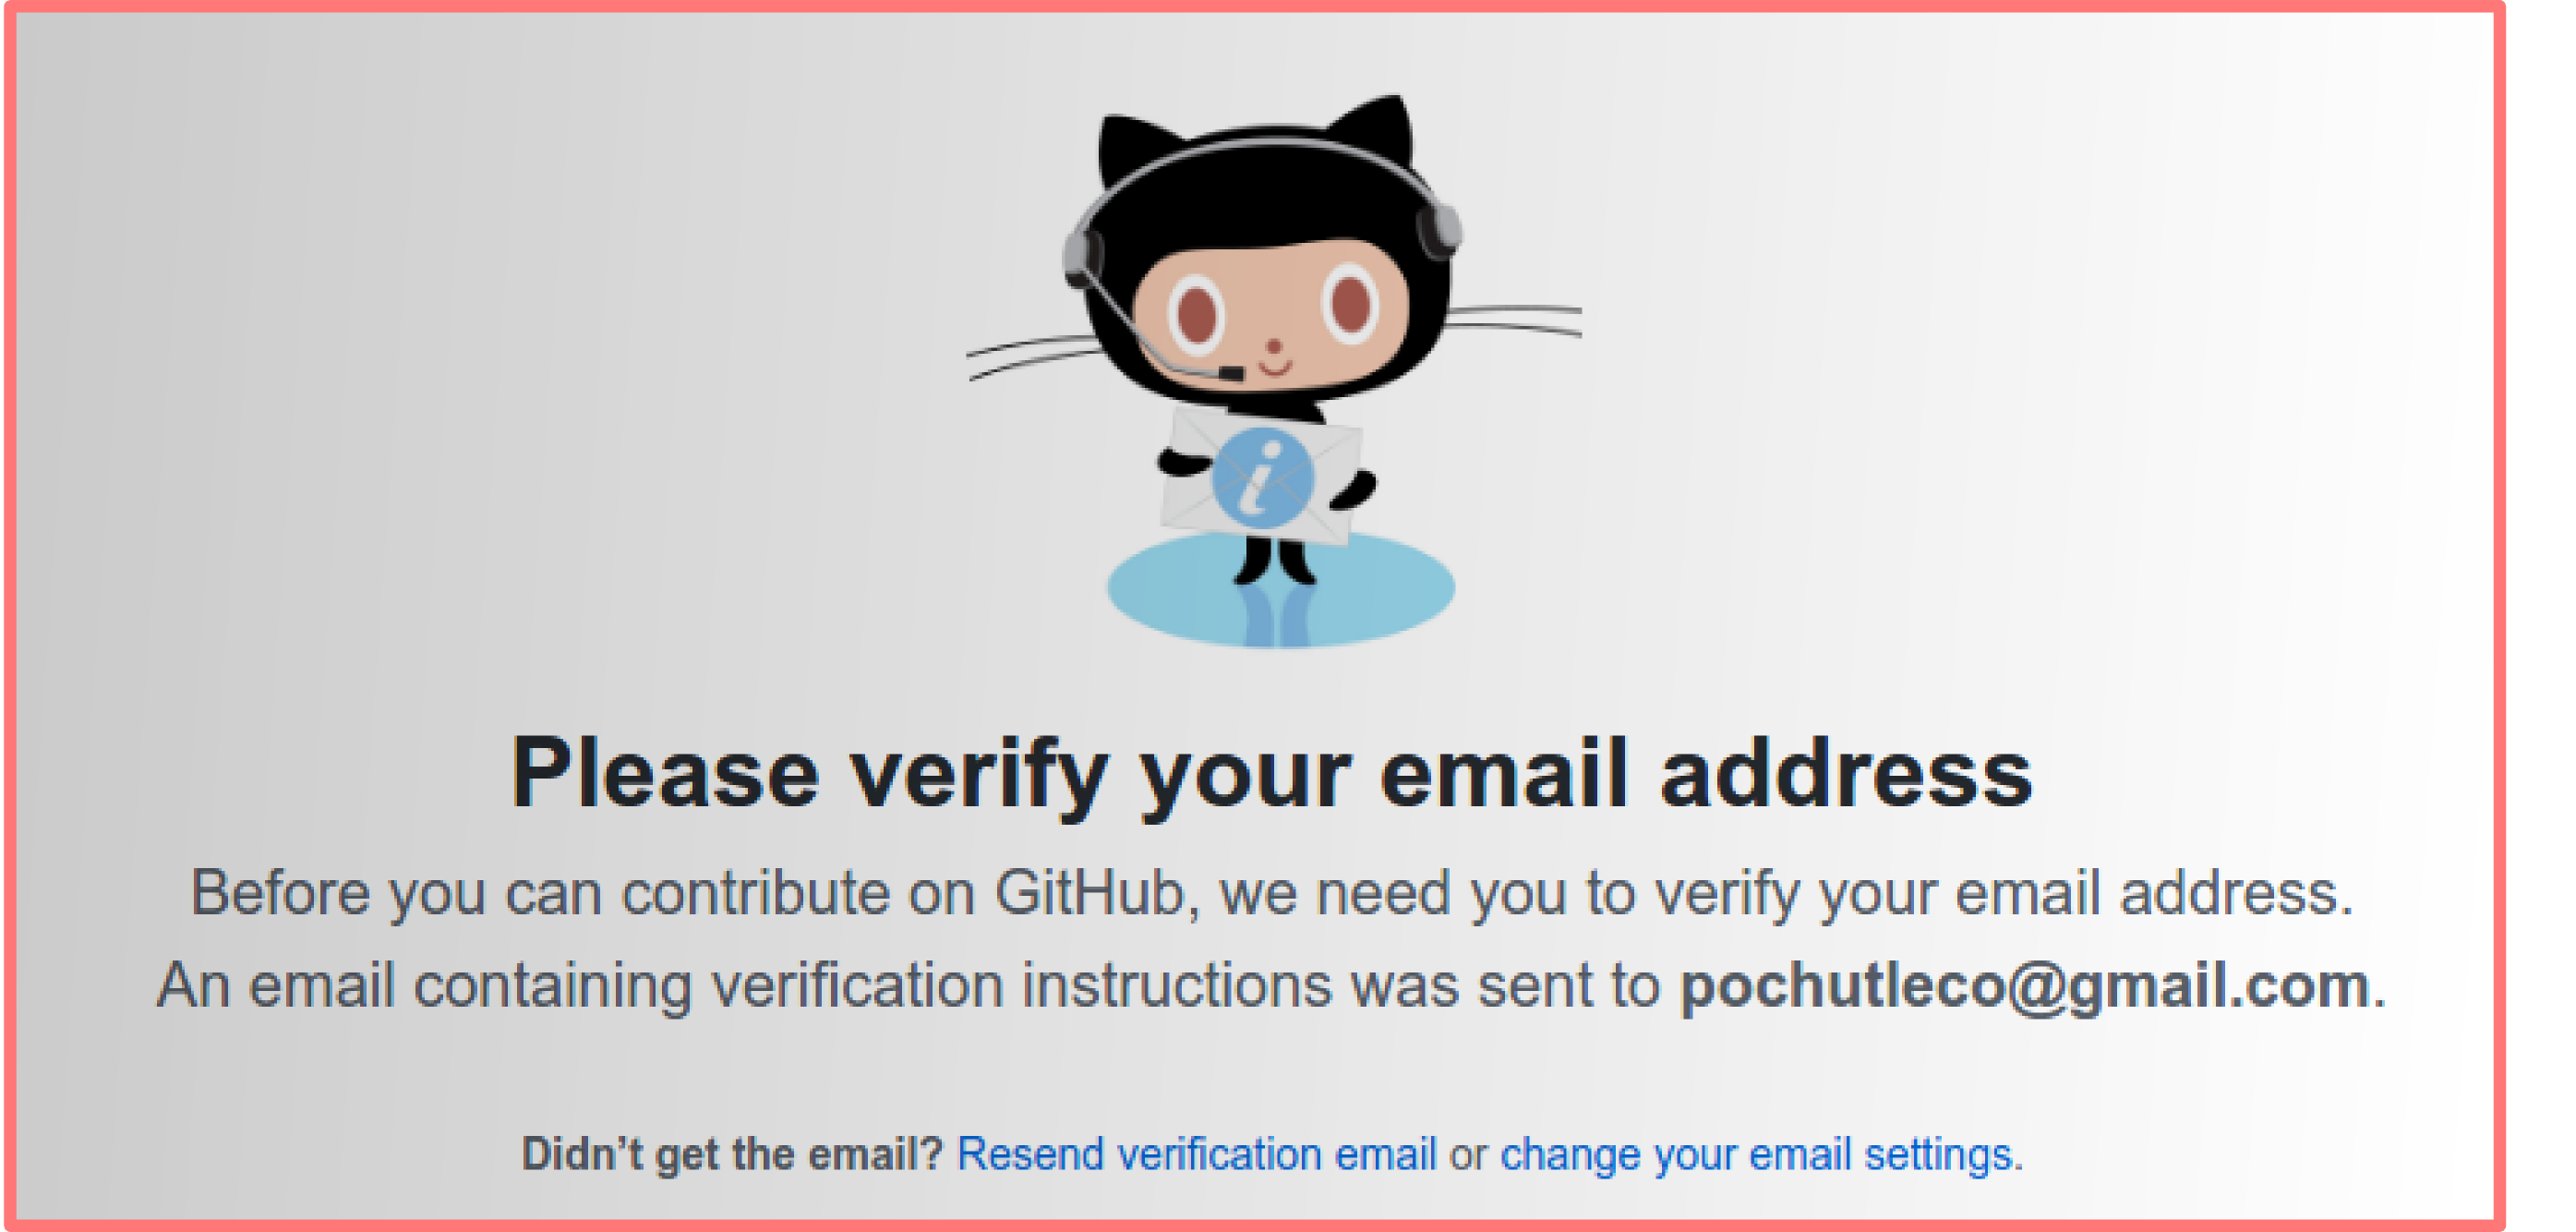 i
Please verify your email address
Before you can contribute on GitHub, we need you to verify your email address.
An email containing verification instructions was sent to pochutleco@gmail.com.
Didn’t get the email? Resend verification email or change your email settings.